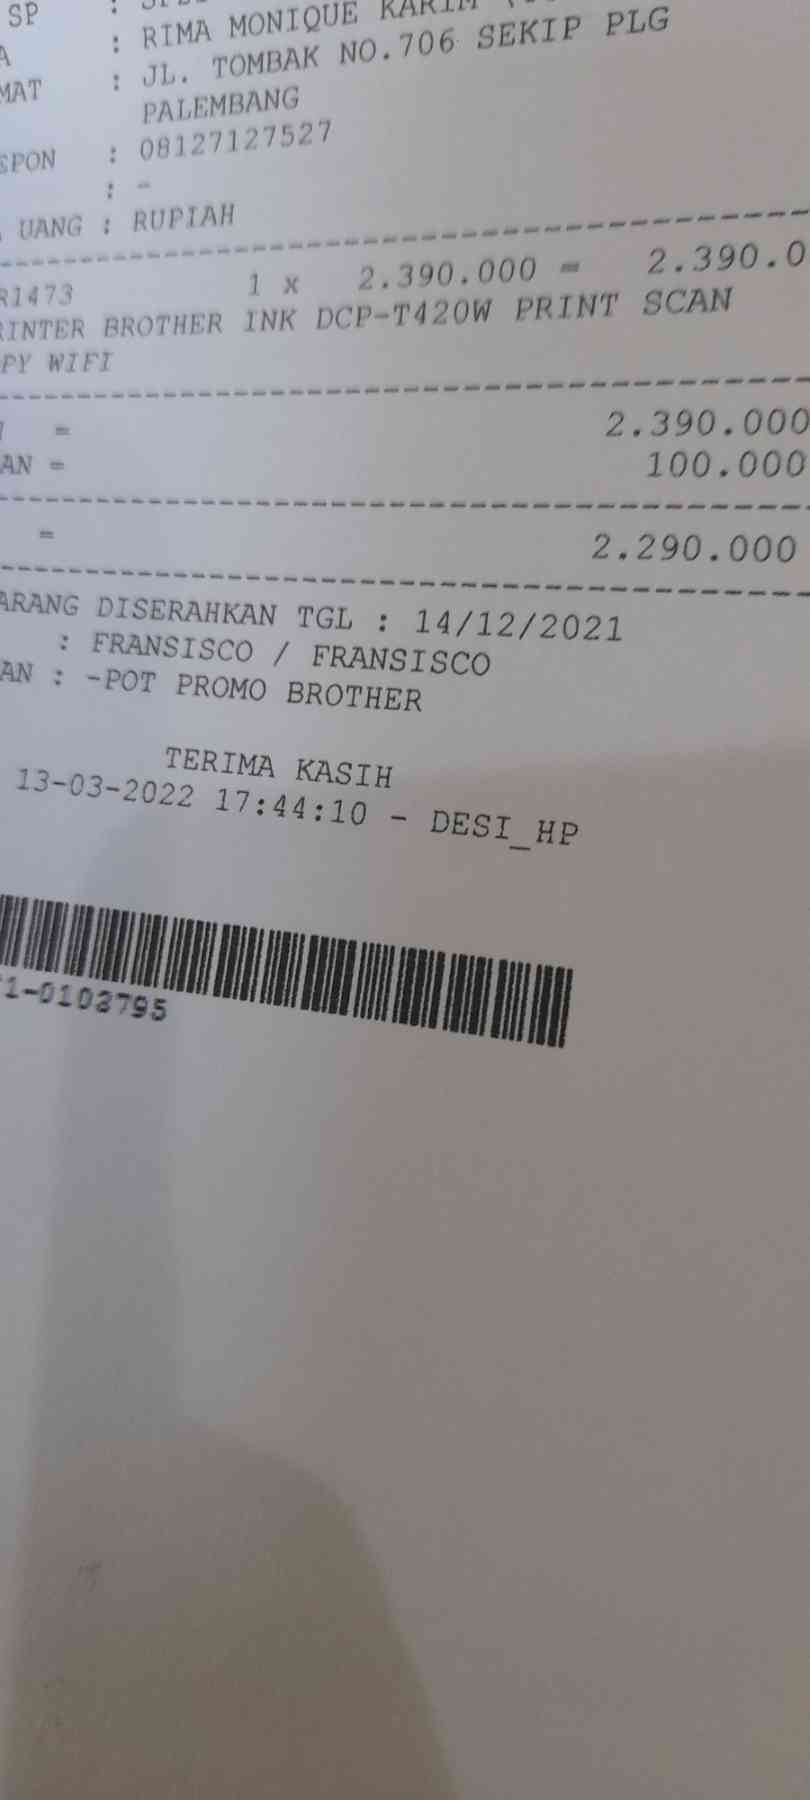 SP :
: RIMA MONIQUE KARIM
MAT : JL. TOMBAK NO.706 SEKIP PLG
PALEMBANG
EPON : 08127127527
: -
UANG : RUPIAH
R1473 1 x 2.390.000 = 2.390.0
RINTER BROTHER INK DCP-T420W PRINT SCAN
PY WIFI
= 2.390.000
AN = 100.000
= 2.290.000
ARANG DISERAHKAN TGL : 14/12/2021
: FRANSISCO / FRANSISCO
AN : -POT PROMO BROTHER
TERIMA KASIH
13-03-2022 17:44:10 - DESI_HP
1-0103795